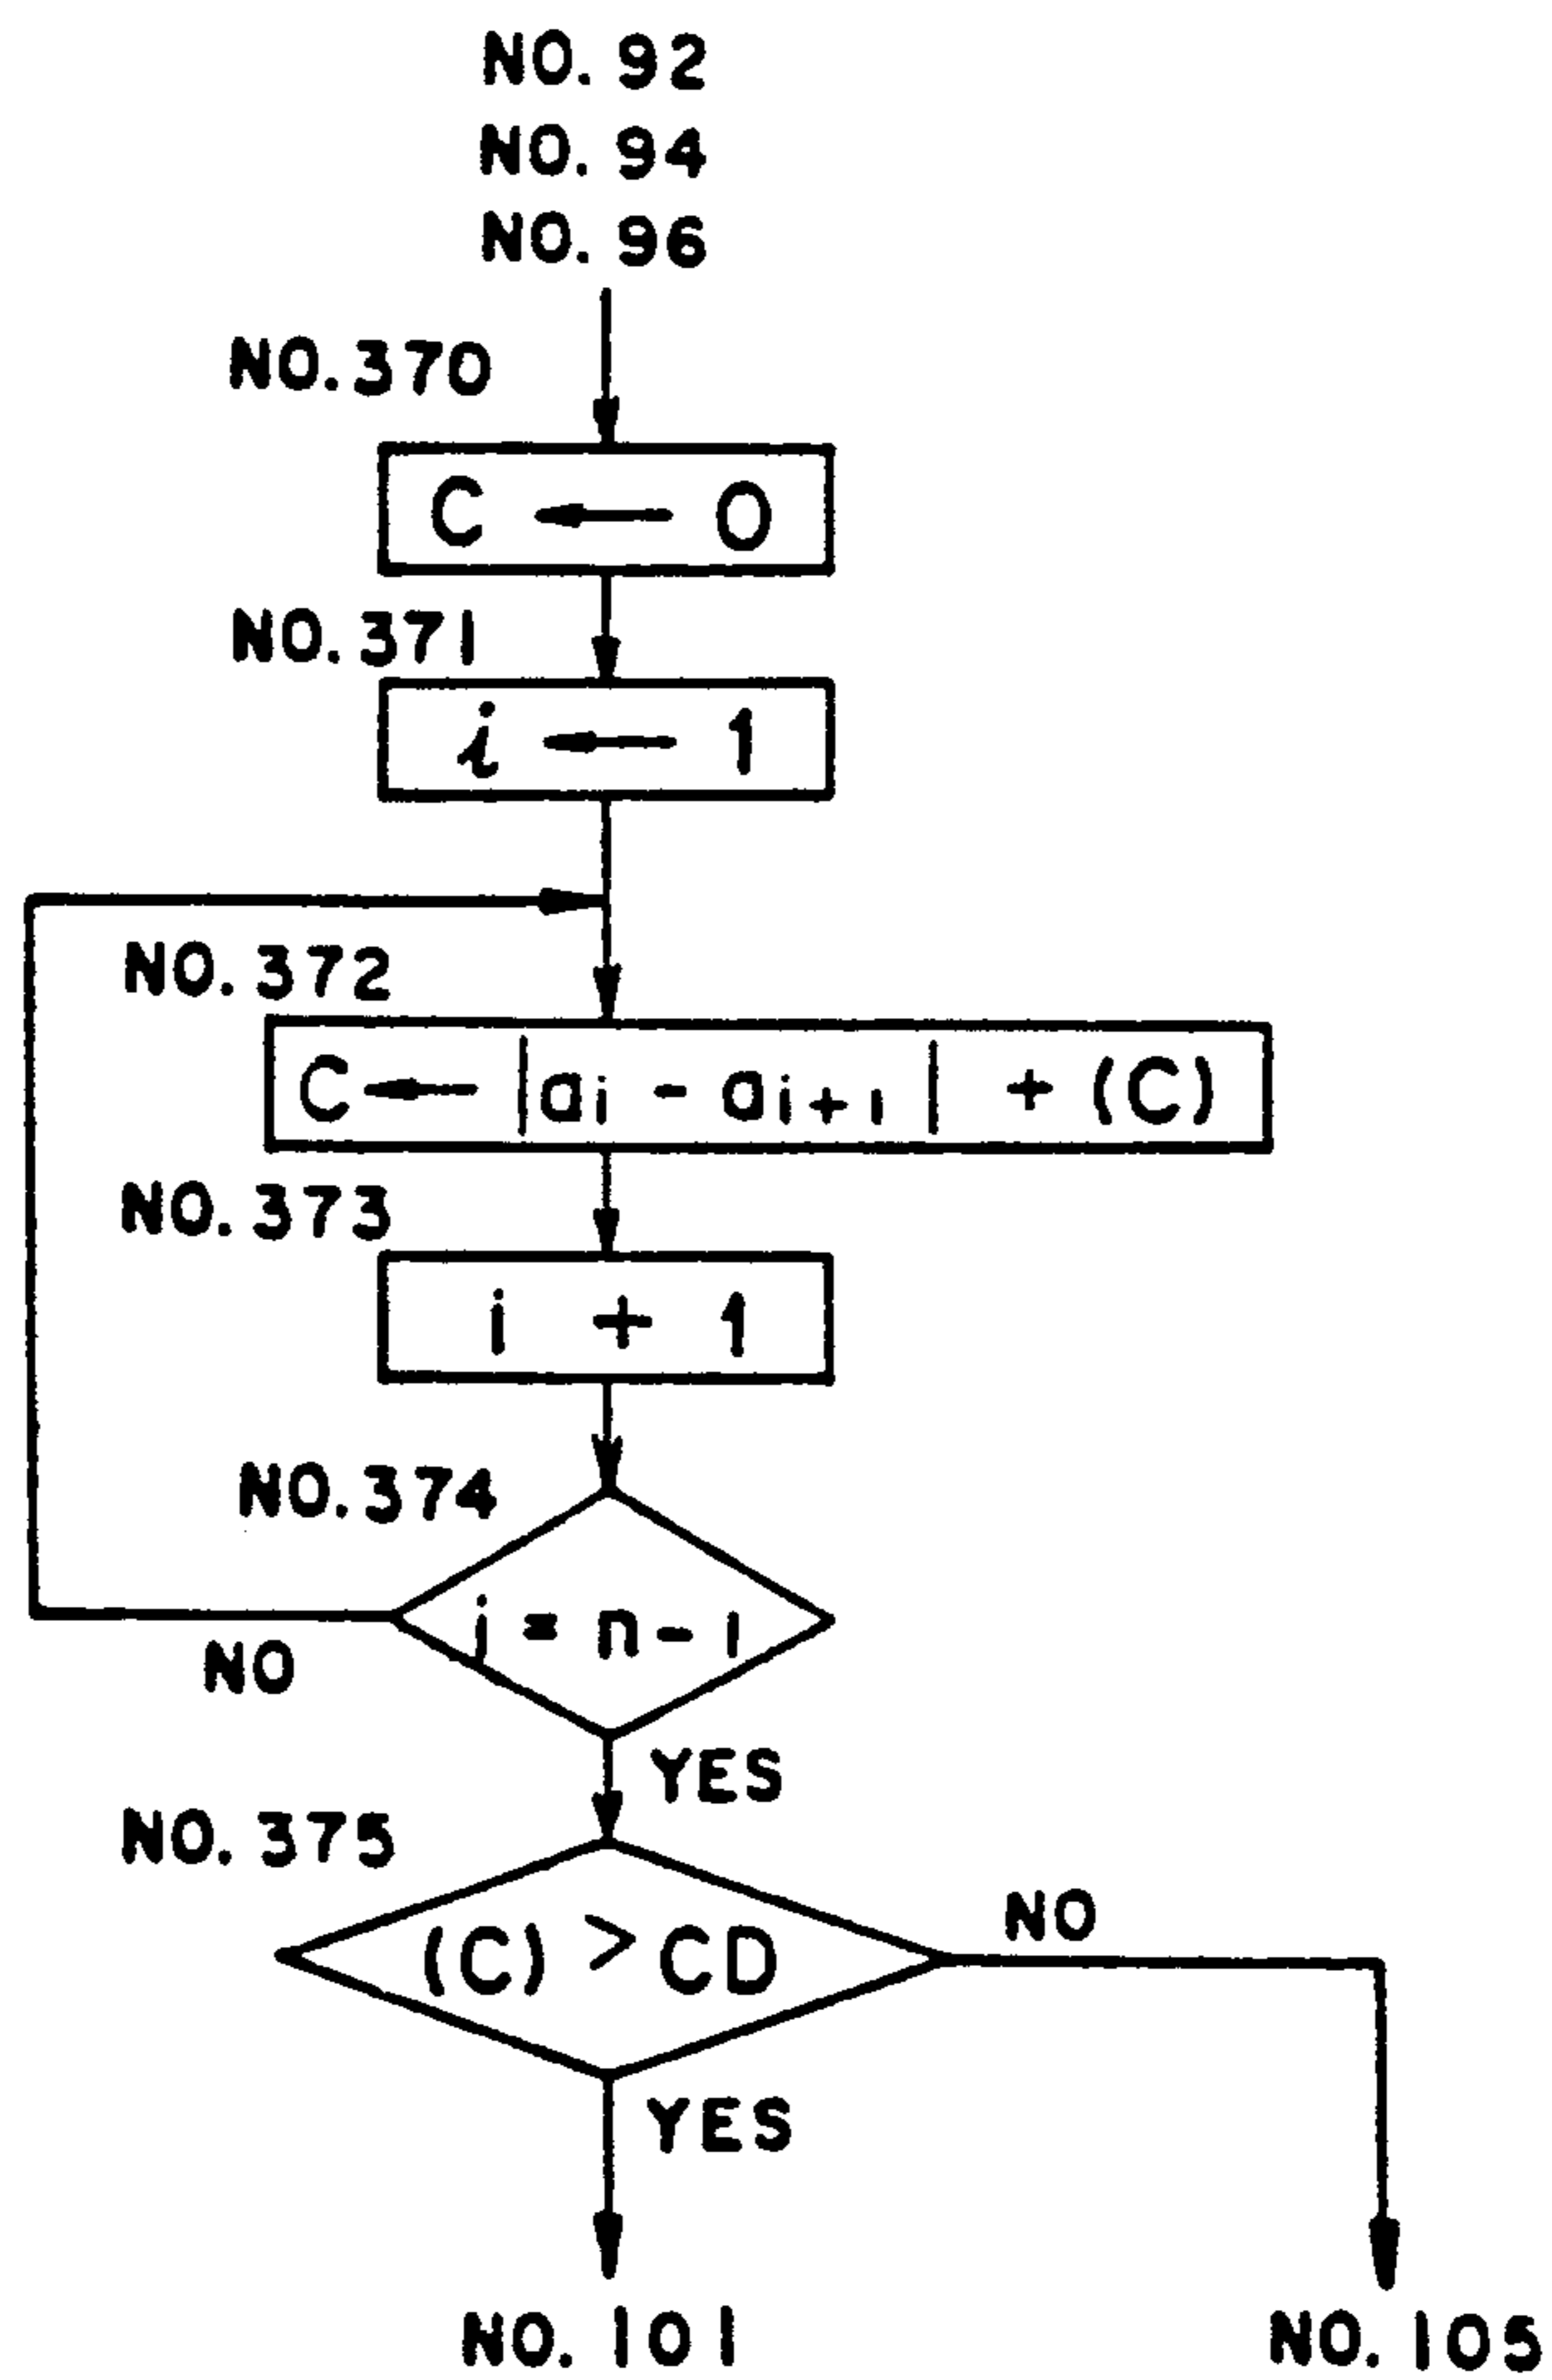 NO. 92
NO. 94
NO. 96
NO. 370
C ← 0
NO. 371
i ← 1
NO. 372
C ← |ai - ai+1| + (C)
NO. 373
i + 1
NO. 374
i = n - 1
NO
YES
NO. 375
(C) > CD
NO
YES
NO. 101
NO. 105